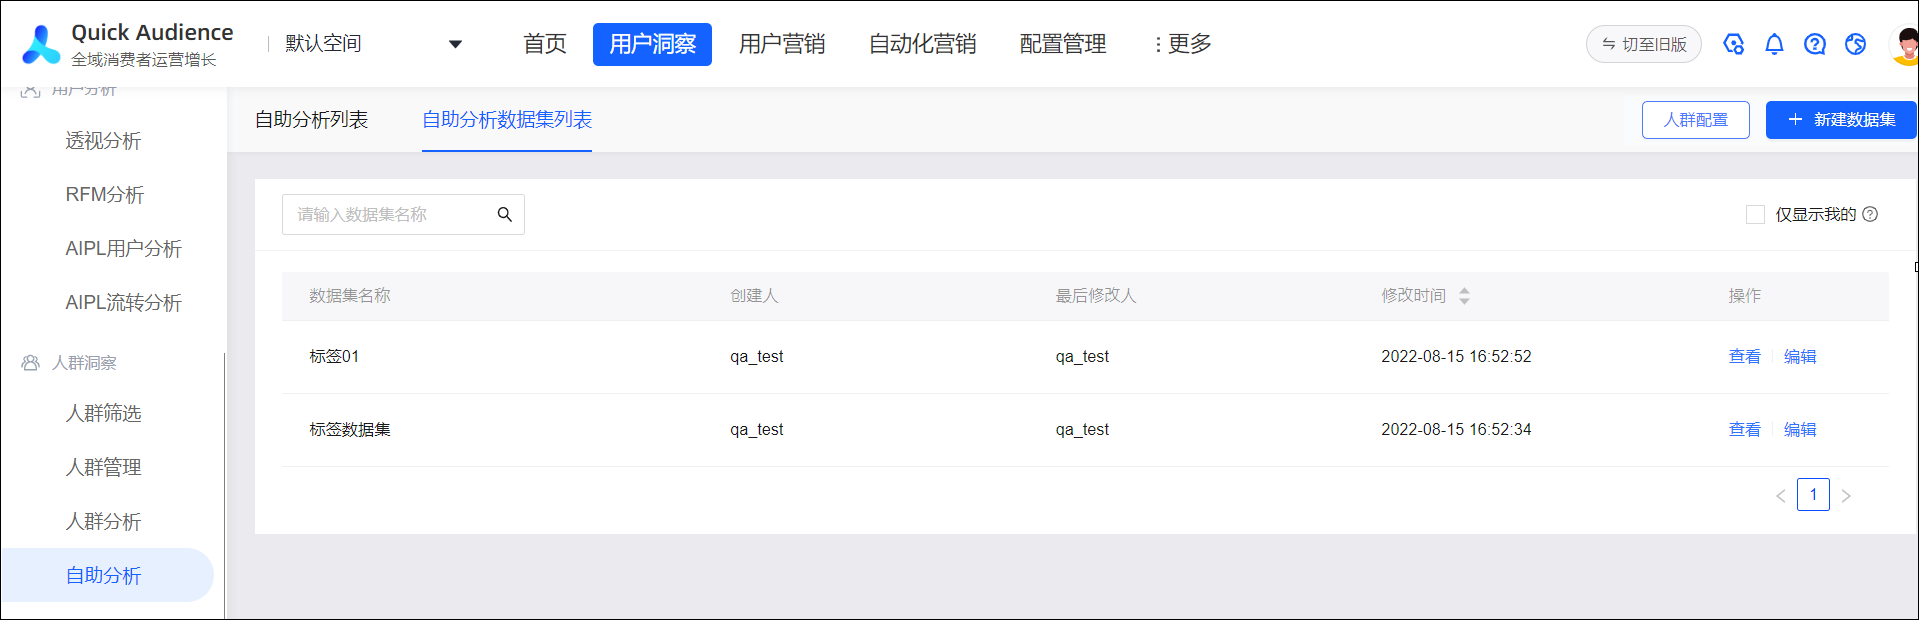 Quick Audience
全域消费者运营增长
默认空间
首页
用户洞察
用户营销
自动化营销
配置管理
更多
切至旧版
用户分析
透视分析
RFM分析
AIPL用户分析
AIPL流转分析
人群洞察
人群筛选
人群管理
人群分析
自助分析
自助分析列表
自助分析数据集列表
人群配置
新建数据集
请输入数据集名称
仅显示我的
数据集名称 创建人 最后修改人 修改时间 操作
标签01 qa_test qa_test 2022-08-15 16:52:52 查看 编辑
标签数据集 qa_test qa_test 2022-08-15 16:52:34 查看 编辑
1